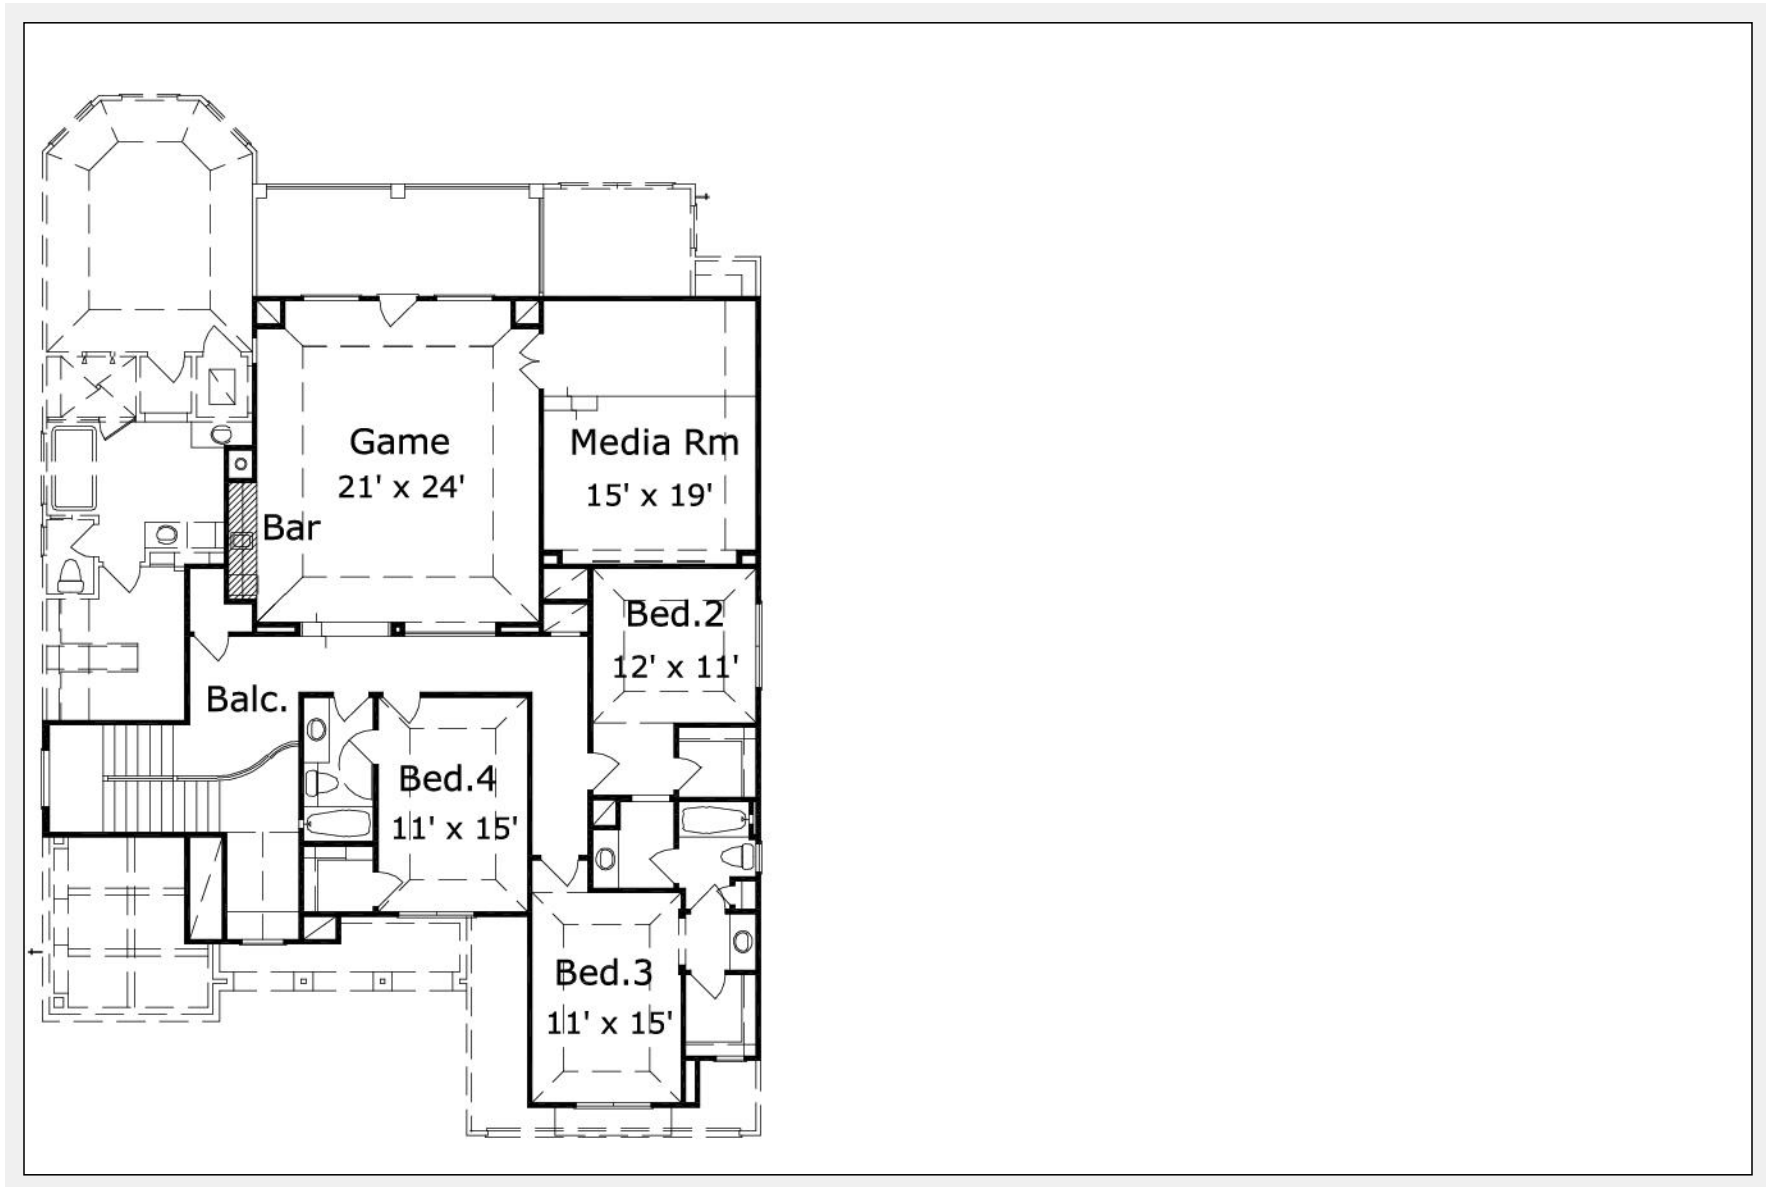 Game
21' x 24'
Media Rm
15' x 19'
Bar
Bed.2
12' x 11'
Balc.
Bed.4
11' x 15'
Bed.3
11' x 15'